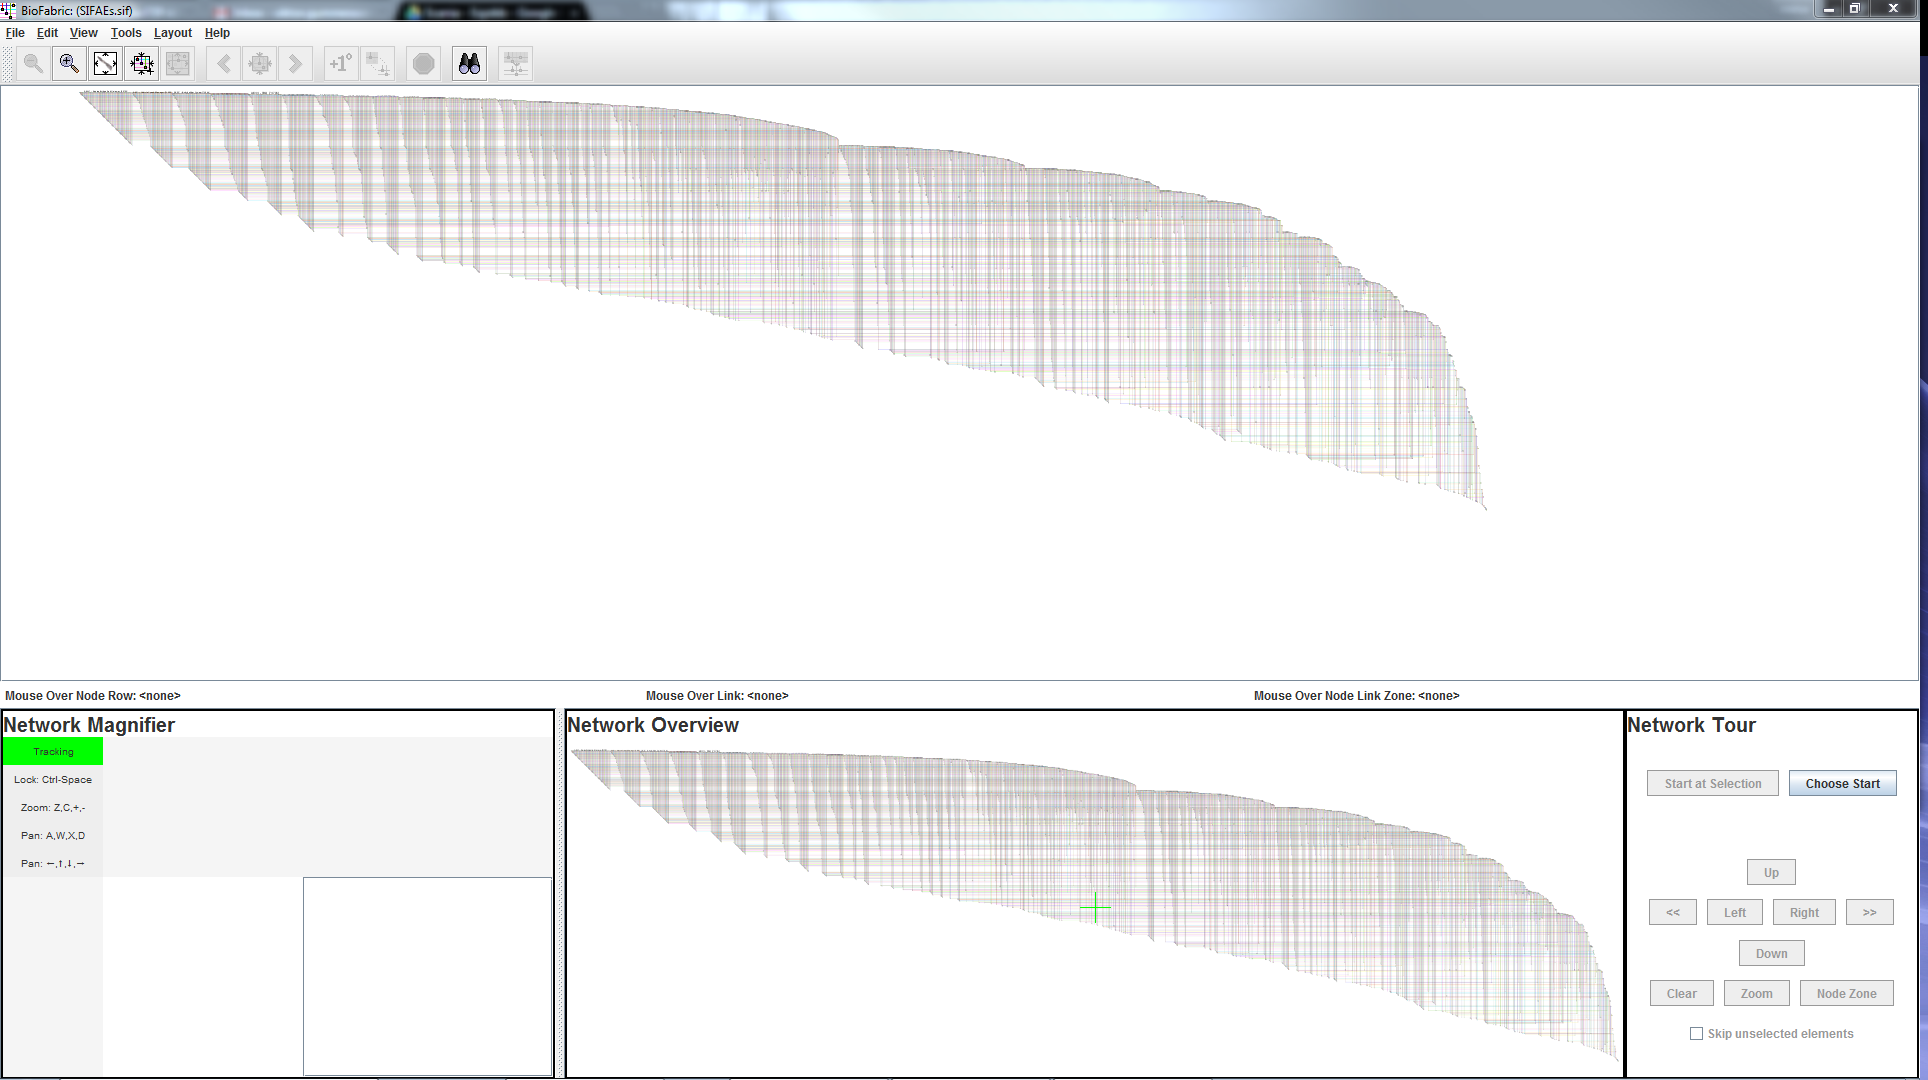 BioFabric: (SIFAEs.sif)
File Edit View Tools Layout Help
+1°
Mouse Over Node Row: <none> Mouse Over Link: <none> Mouse Over Node Link Zone: <none>
Network Magnifier
Tracking
Lock: Ctrl-Space
Zoom: Z,C,+,-
Pan: A,W,X,D
Pan: ←,↑,↓,→
Network Overview
Network Tour
Start at Selection Choose Start
Up
<< Left Right >>
Down
Clear Zoom Node Zone
Skip unselected elements